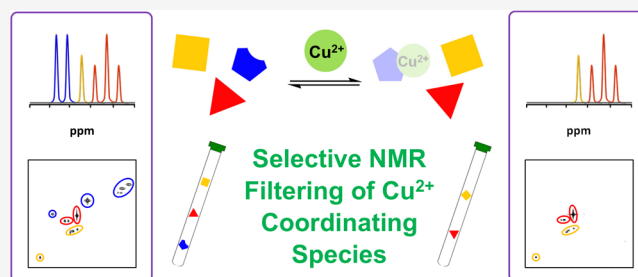 Cu²⁺
Cu²⁺
ppm
ppm
Selective NMR
Filtering of Cu²⁺
Coordinating
Species